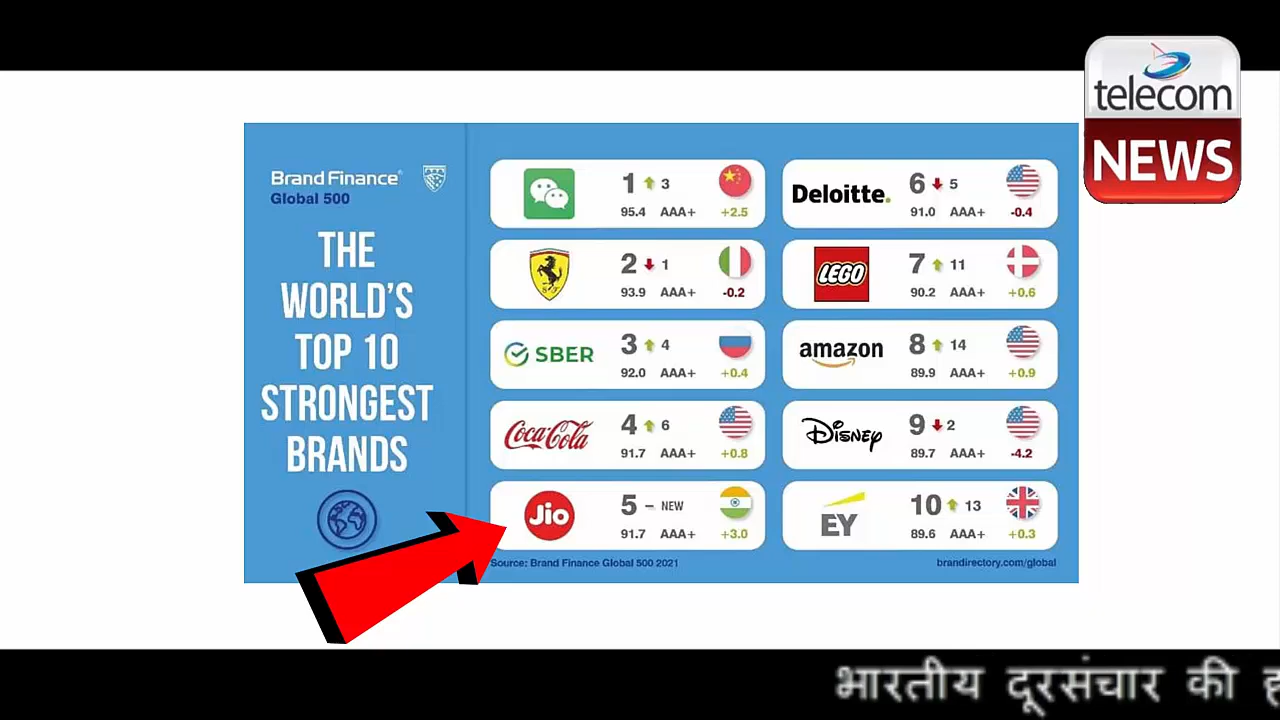 telecom
NEWS
Brand Finance®
Global 500
THE
WORLD'S
TOP 10
STRONGEST
BRANDS
1 3
95.4 AAA+ +2.5
2 1
93.9 AAA+ -0.2
SBER
3 4
92.0 AAA+ +0.4
Coca-Cola
4 6
91.7 AAA+ +0.8
Jio
5 – NEW
91.7 AAA+ +3.0
Deloitte.
6 5
91.0 AAA+ -0.4
LEGO
7 11
90.2 AAA+ +0.6
amazon
8 14
89.9 AAA+ +0.9
Disney
9 2
89.7 AAA+ -4.2
EY
10 13
89.6 AAA+ +0.3
Source: Brand Finance Global 500 2021
brandirectory.com/global
भारतीय दूरसंचार की